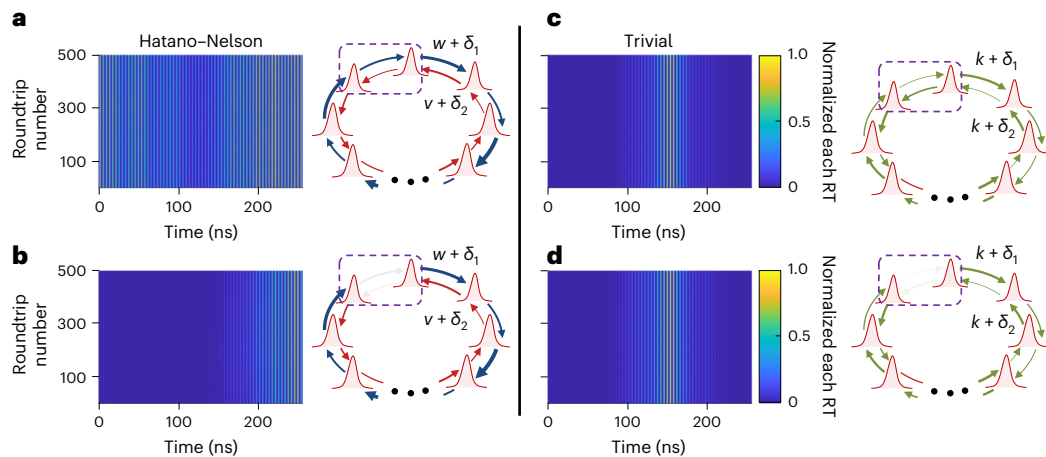 a
Hatano–Nelson
500
300
100
Roundtrip
number
0
100
200
Time (ns)
w + δ1
v + δ2
c
Trivial
0
100
200
Time (ns)
1.0
0.5
0
Normalized each RT
k + δ1
k + δ2
b
500
300
100
Roundtrip
number
0
100
200
Time (ns)
w + δ1
v + δ2
d
0
100
200
Time (ns)
1.0
0.5
0
Normalized each RT
k + δ1
k + δ2